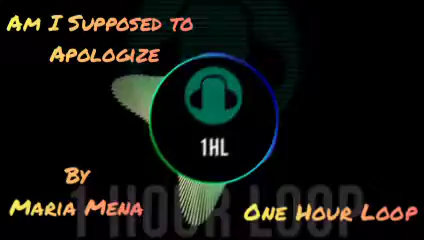 Am I Supposed to
Apologize
1HL
By
Maria Mena
One Hour Loop
1 HOUR LOOP